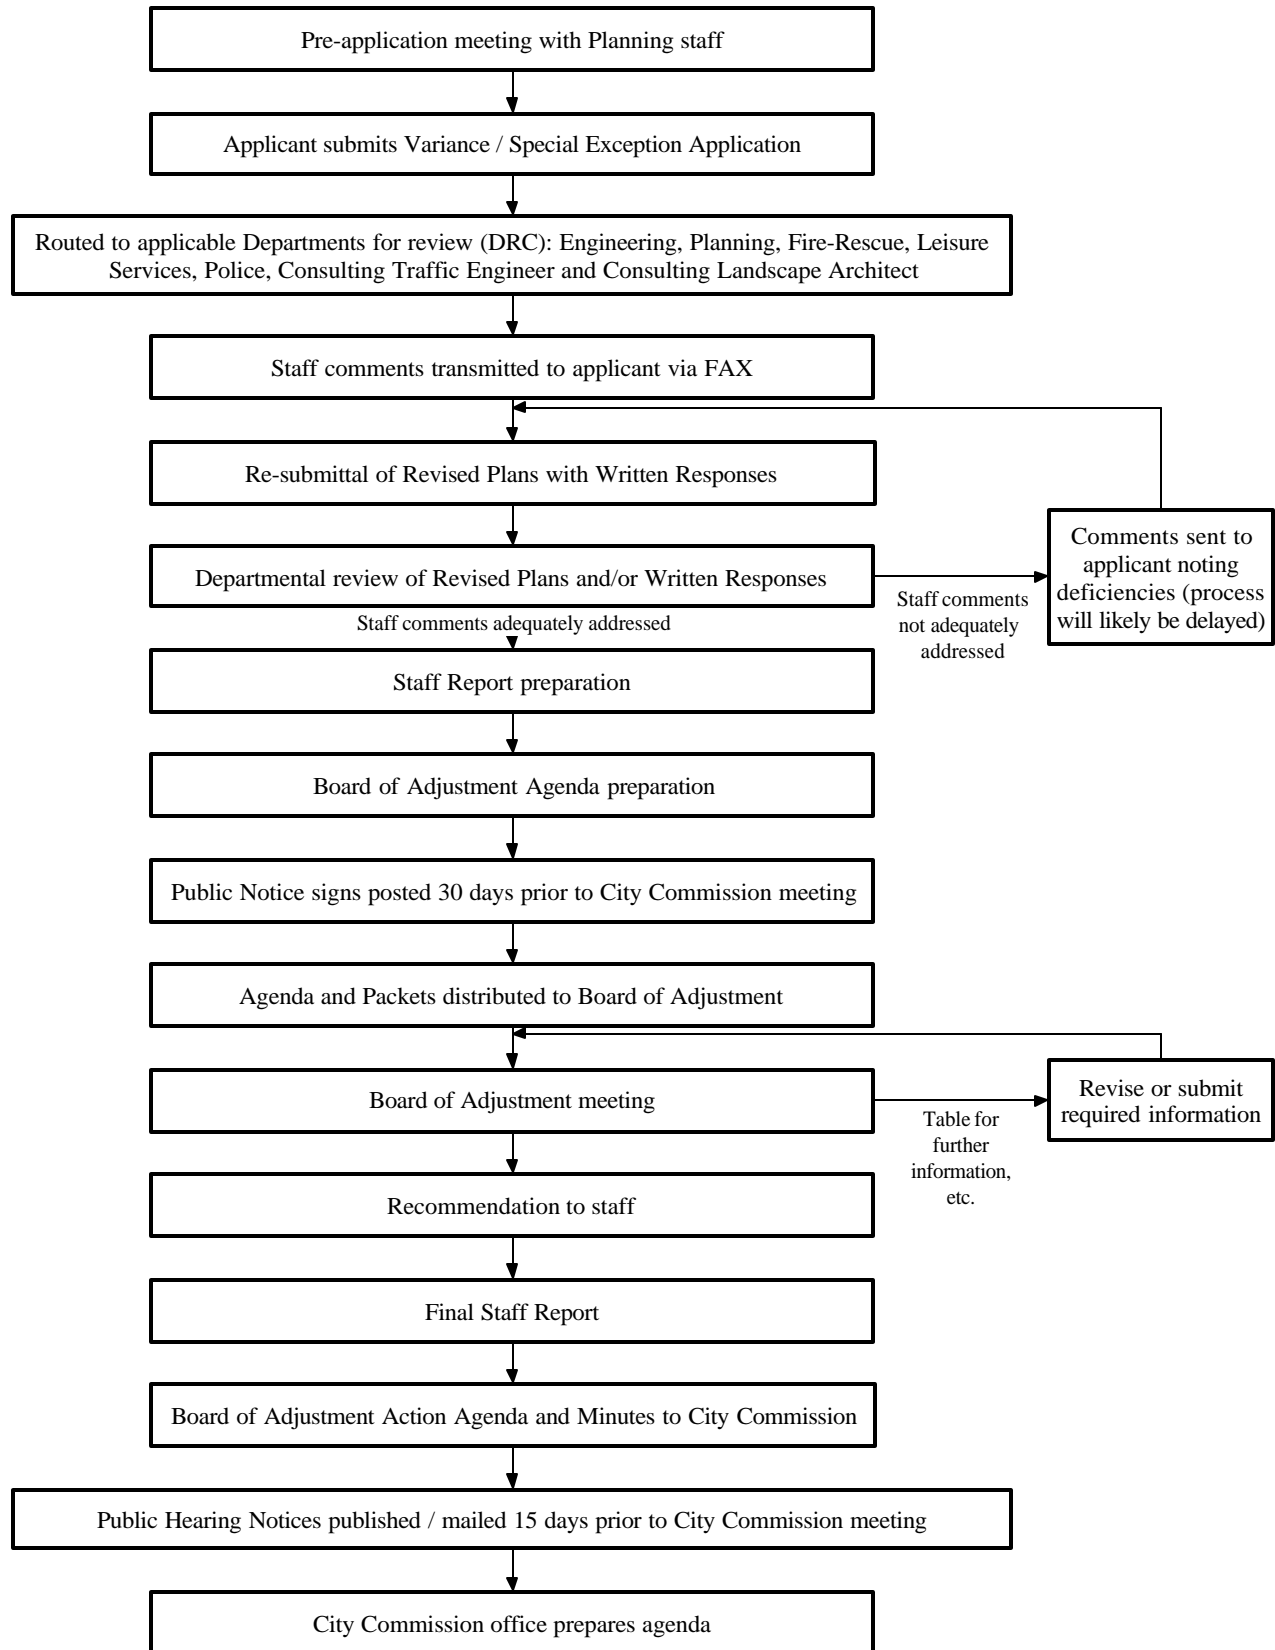 Pre-application meeting with Planning staff
Applicant submits Variance / Special Exception Application
Routed to applicable Departments for review (DRC): Engineering, Planning, Fire-Rescue, Leisure
Services, Police, Consulting Traffic Engineer and Consulting Landscape Architect
Staff comments transmitted to applicant via FAX
Re-submittal of Revised Plans with Written Responses
Departmental review of Revised Plans and/or Written Responses
Staff comments
not adequately
addressed
Comments sent to
applicant noting
deficiencies (process
will likely be delayed)
Staff comments adequately addressed
Staff Report preparation
Board of Adjustment Agenda preparation
Public Notice signs posted 30 days prior to City Commission meeting
Agenda and Packets distributed to Board of Adjustment
Board of Adjustment meeting
Table for
further
information,
etc.
Revise or submit
required information
Recommendation to staff
Final Staff Report
Board of Adjustment Action Agenda and Minutes to City Commission
Public Hearing Notices published / mailed 15 days prior to City Commission meeting
City Commission office prepares agenda